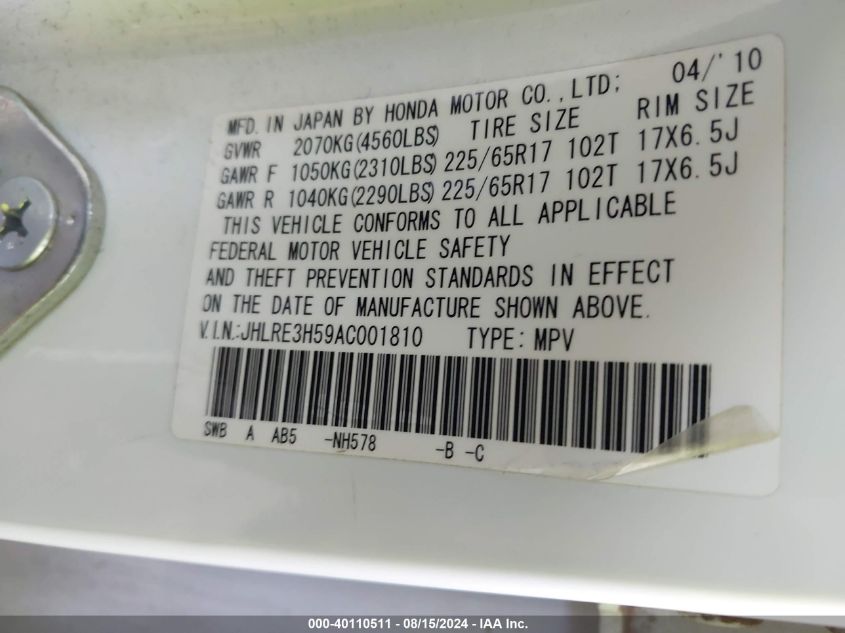 MFD. IN JAPAN BY HONDA MOTOR CO., LTD; 04/'10
GVWR 2070KG(4560LBS) TIRE SIZE RIM SIZE
GAWR F 1050KG(2310LBS) 225/65R17 102T 17X6.5J
GAWR R 1040KG(2290LBS) 225/65R17 102T 17X6.5J
THIS VEHICLE CONFORMS TO ALL APPLICABLE
FEDERAL MOTOR VEHICLE SAFETY
AND THEFT PREVENTION STANDARDS IN EFFECT
ON THE DATE OF MANUFACTURE SHOWN ABOVE.
V.I.N.:JHLRE3H59AC001810 TYPE: MPV
SWB A AB5 -NH578 -B -C
000-40110511 - 08/15/2024 - IAA Inc.